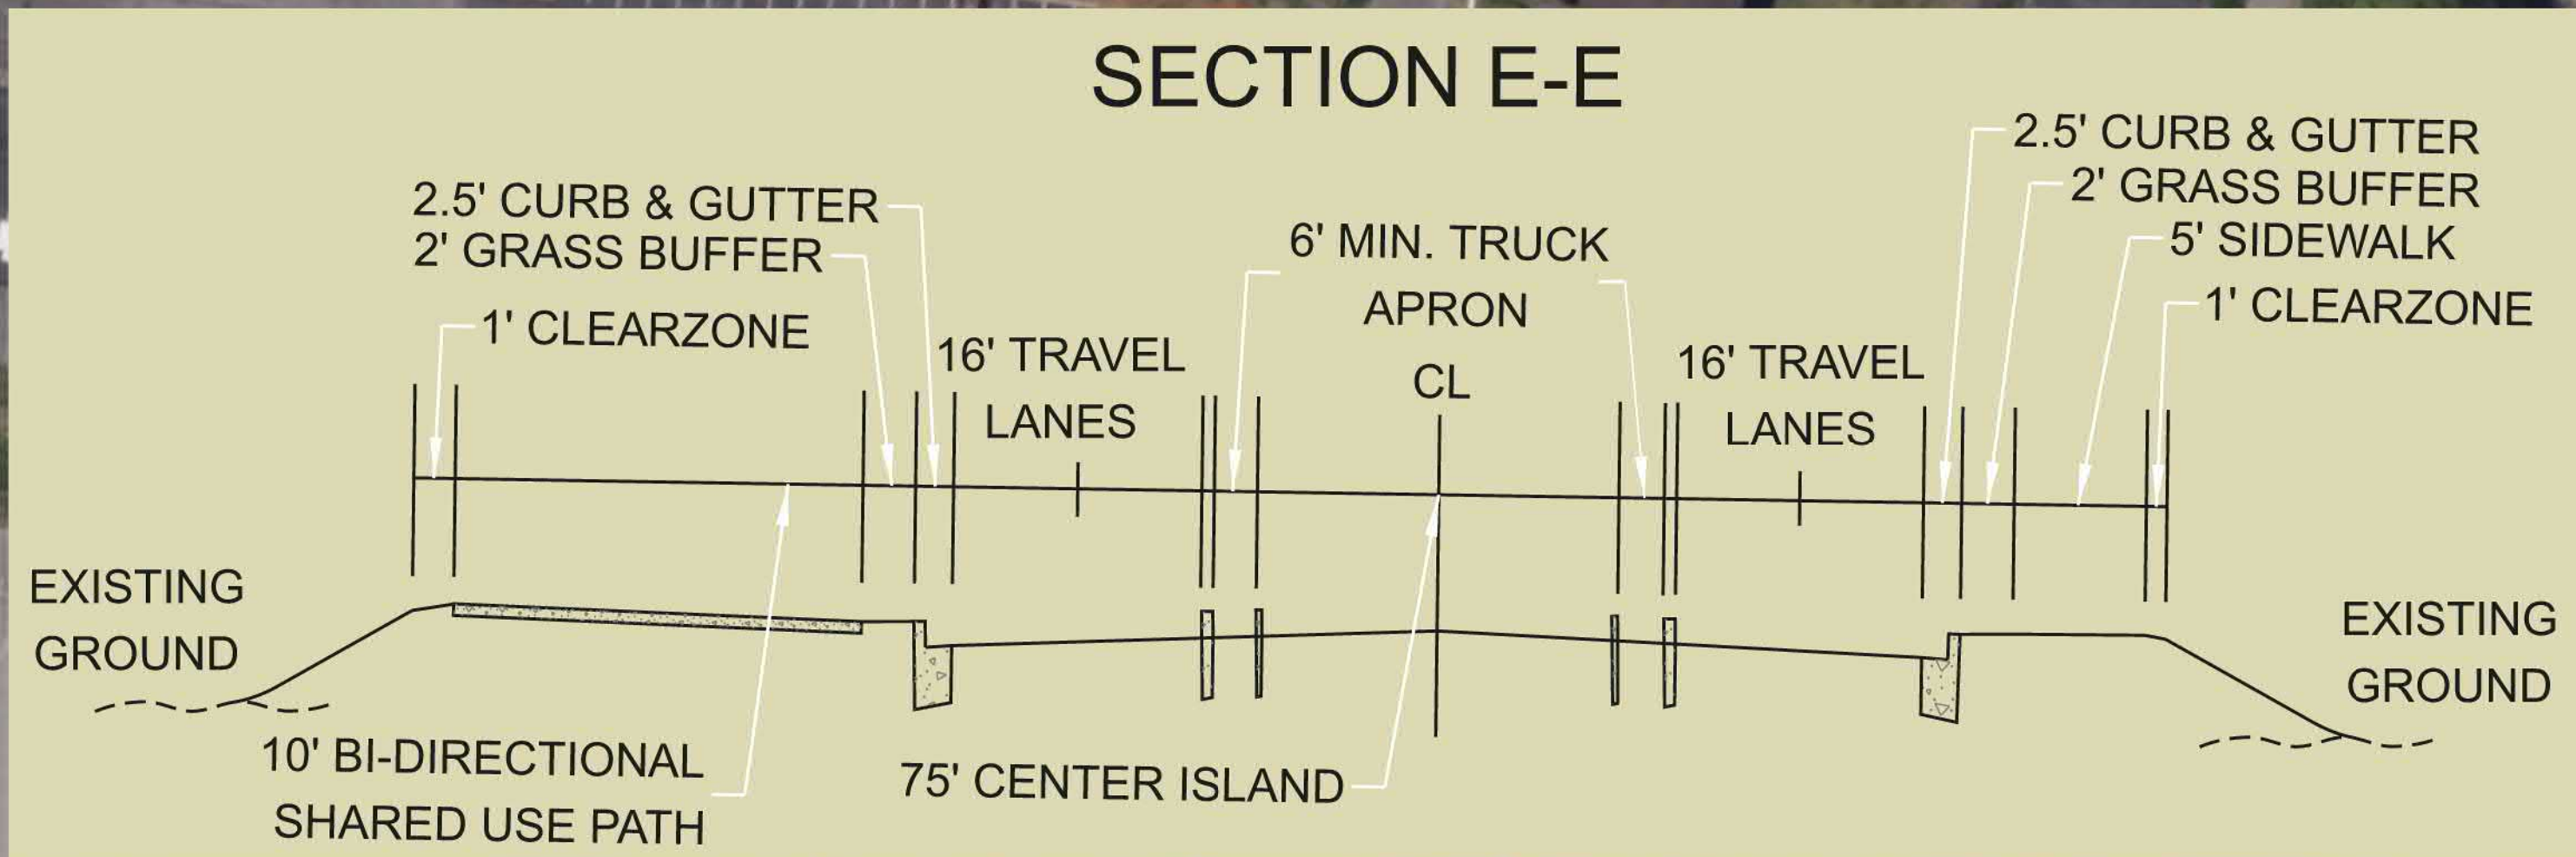 SECTION E-E
2.5' CURB & GUTTER
2' GRASS BUFFER
1' CLEARZONE
16' TRAVEL
LANES
6' MIN. TRUCK
APRON
CL
16' TRAVEL
LANES
2.5' CURB & GUTTER
2' GRASS BUFFER
5' SIDEWALK
1' CLEARZONE
EXISTING
GROUND
10' BI-DIRECTIONAL
SHARED USE PATH
75' CENTER ISLAND
EXISTING
GROUND